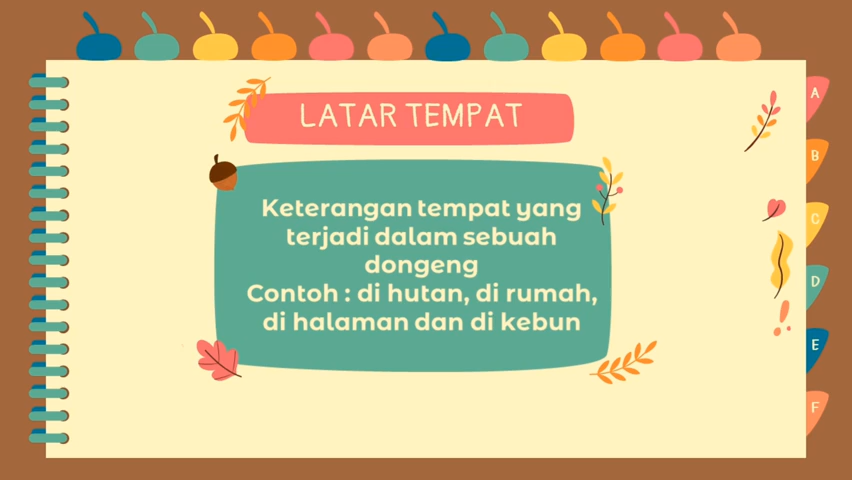 LATAR TEMPAT
Keterangan tempat yang
terjadi dalam sebuah
dongeng
Contoh : di hutan, di rumah,
di halaman dan di kebun
A
B
C
D
E
F